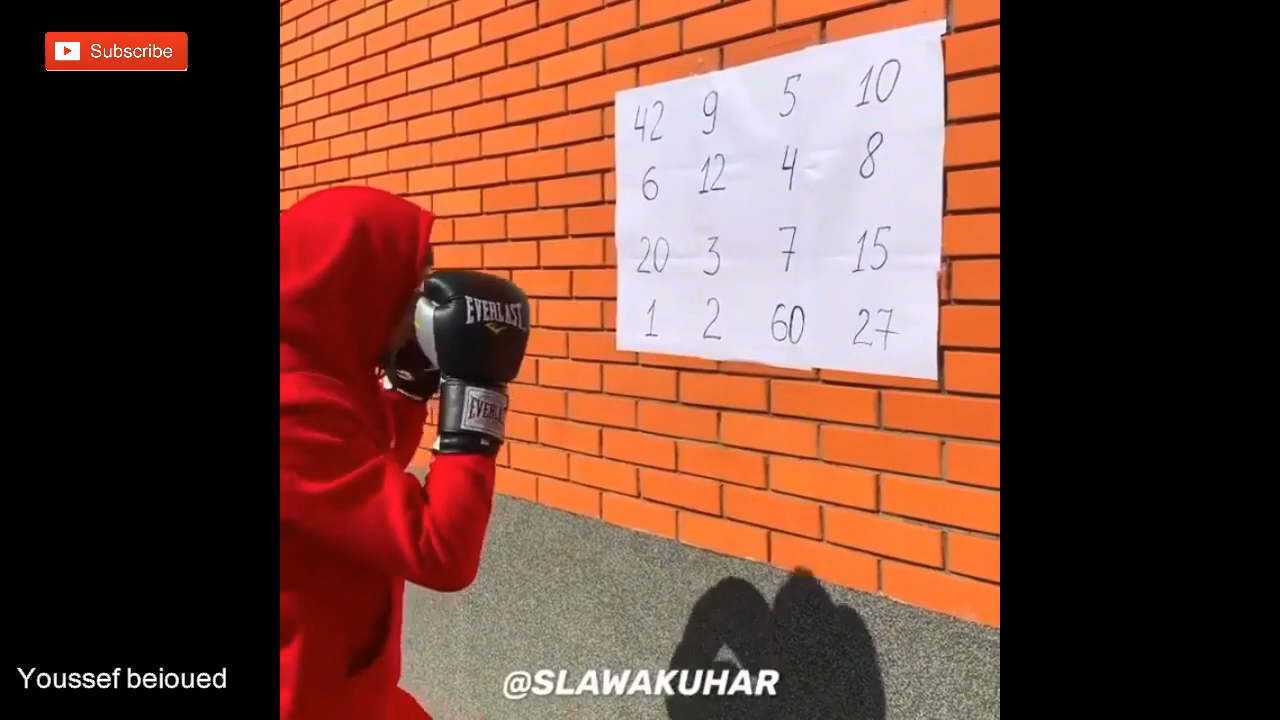 Subscribe
42 9 5 10
6 12 4 8
20 3 7 15
1 2 60 27
EVERLAST
EVERLAST
@SLAWAKUHAR
Youssef beioued